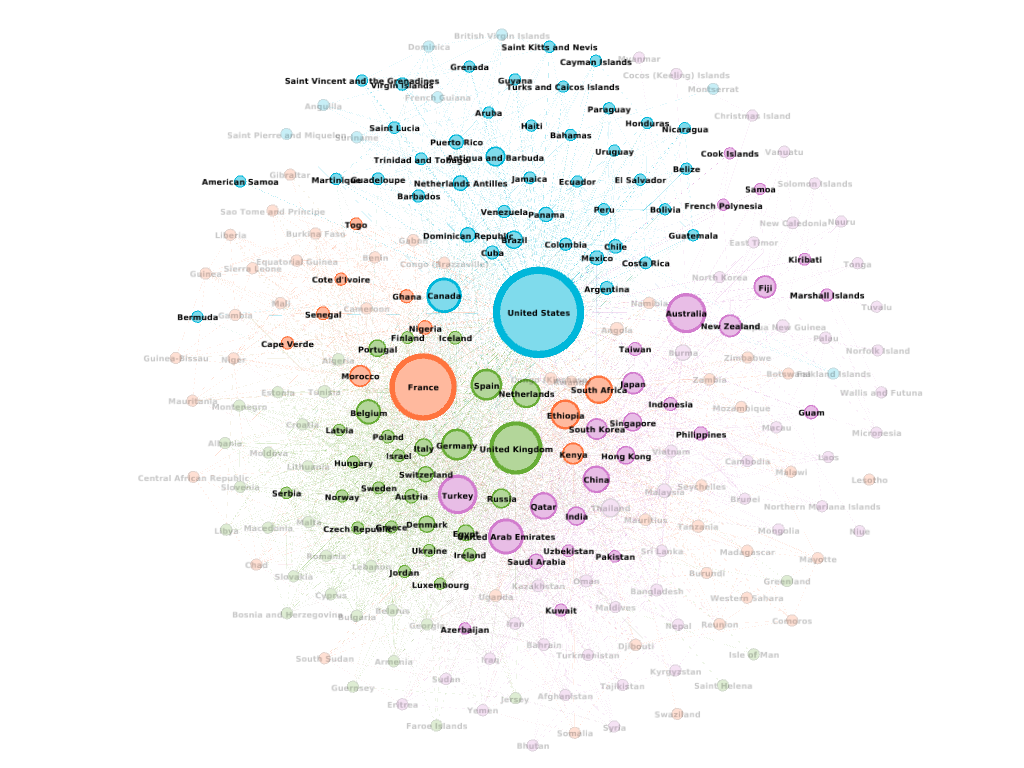 British Virgin Islands
Dominica
Saint Kitts and Nevis
Myanmar
Cayman Islands
Grenada
Cocos (Keeling) Islands
Saint Vincent and the Grenadines
Virgin Islands
Guyana
Turks and Caicos Islands
Montserrat
French Guiana
Anguilla
Aruba
Paraguay
Christmas Island
Saint Lucia
Haiti
Honduras
Nicaragua
Saint Pierre and Miquelon
Suriname
Bahamas
Puerto Rico
Uruguay
Cook Islands
Vanuatu
Trinidad and Tobago
Antigua and Barbuda
Belize
Gibraltar
American Samoa
Martinique
Guadeloupe
Netherlands Antilles
Jamaica
Ecuador
El Salvador
Solomon Islands
Samoa
Barbados
French Polynesia
Sao Tome and Principe
Venezuela
Panama
Peru
Bolivia
Togo
New Caledonia
Nauru
Liberia
Burkina Faso
Gabon
Dominican Republic
Brazil
Colombia
Chile
Guatemala
East Timor
Benin
Cuba
Mexico
Costa Rica
Kiribati
Tonga
Equatorial Guinea
Congo (Brazzaville)
Guinea
Sierra Leone
Cote d'Ivoire
North Korea
Argentina
Fiji
Marshall Islands
Mali
Ghana
Canada
Namibia
Tuvalu
Bermuda
Gambia
Senegal
Cameroon
United States
Australia
New Zealand
Papua New Guinea
Nigeria
Finland
Iceland
Angola
Palau
Cape Verde
Portugal
Taiwan
Burma
Norfolk Island
Guinea-Bissau
Niger
Algeria
Zimbabwe
Morocco
Botswana
Falkland Islands
France
Spain
Netherlands
South Africa
Japan
Zambia
Estonia
Tunisia
Wallis and Futuna
Mauritania
Montenegro
Belgium
Ethiopia
Indonesia
Mozambique
Guam
Croatia
Latvia
South Korea
Singapore
Macau
Philippines
Micronesia
Albania
Moldova
Poland
Israel
Italy
Germany
United Kingdom
Kenya
Hong Kong
Vietnam
Cambodia
Laos
Lithuania
Hungary
Central African Republic
Slovenia
Switzerland
China
Seychelles
Malawi
Lesotho
Serbia
Norway
Sweden
Austria
Turkey
Russia
Qatar
Thailand
Malaysia
Brunei
Northern Mariana Islands
Libya
Macedonia
Malta
Czech Republic
Greece
Denmark
Egypt
United Arab Emirates
India
Mauritius
Tanzania
Mongolia
Niue
Chad
Romania
Lebanon
Ukraine
Ireland
Saudi Arabia
Uzbekistan
Pakistan
Sri Lanka
Madagascar
Mayotte
Slovakia
Jordan
Luxembourg
Kazakhstan
Oman
Burundi
Greenland
Cyprus
Uganda
Bangladesh
Western Sahara
Bosnia and Herzegovina
Bulgaria
Belarus
Georgia
Azerbaijan
Iran
Kuwait
Maldives
Nepal
Reunion
Comoros
South Sudan
Armenia
Iraq
Bahrain
Turkmenistan
Djibouti
Isle of Man
Guernsey
Sudan
Kyrgyzstan
Tajikistan
Saint Helena
Eritrea
Yemen
Jersey
Afghanistan
Swaziland
Faroe Islands
Somalia
Syria
Bhutan